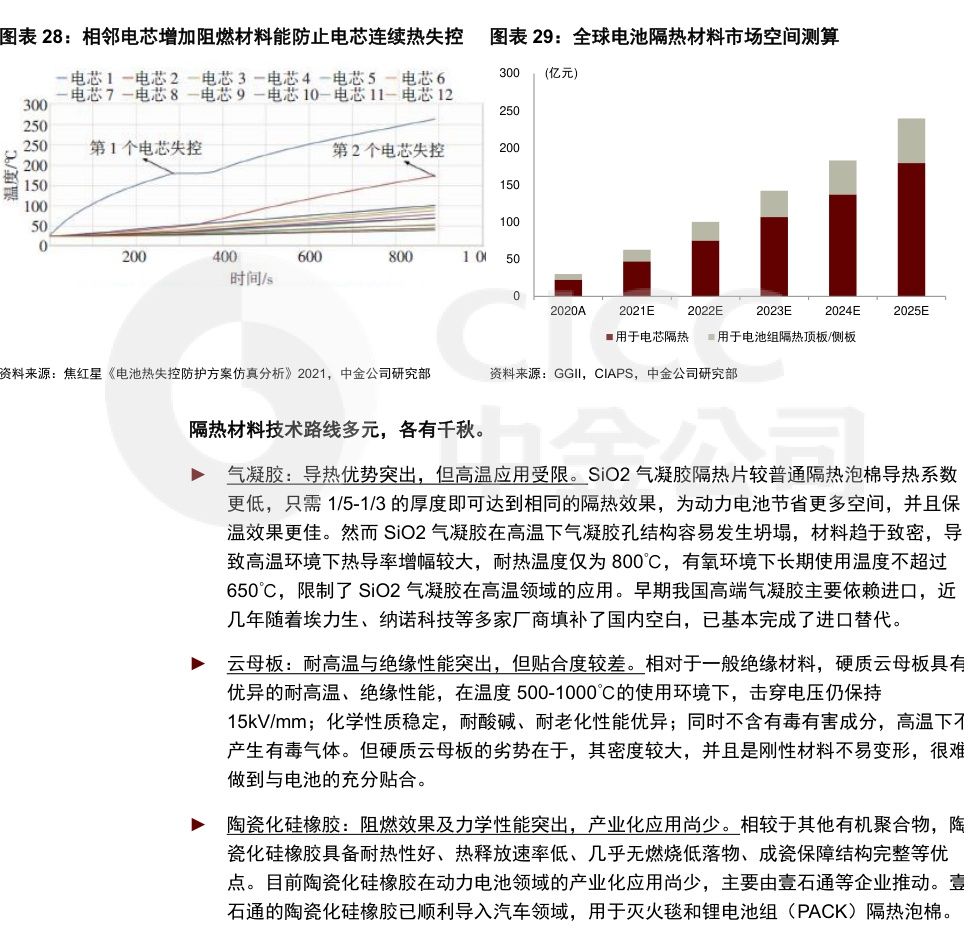 图表 28：相邻电芯增加阻燃材料能防止电芯连续热失控
电芯 1 电芯 2 电芯 3 电芯 4 电芯 5 电芯 6
电芯 7 电芯 8 电芯 9 电芯 10 电芯 11 电芯 12
300
250
250
200
150
100
50
0
温度/℃
第 1 个电芯失控
第 2 个电芯失控
200 400 600 800 1 00
时间/s
资料来源：焦红星《电池热失控防护方案仿真分析》2021，中金公司研究部
图表 29：全球电池隔热材料市场空间测算
(亿元)
300
250
200
150
100
50
0
2020A 2021E 2022E 2023E 2024E 2025E
用于电芯隔热 用于电池组隔热顶板/侧板
资料来源：GGII，CIAPS，中金公司研究部
CICC
中金公司
隔热材料技术路线多元，各有千秋。
► 气凝胶：导热优势突出，但高温应用受限。SiO2 气凝胶隔热片较普通隔热泡棉导热系数
更低，只需 1/5-1/3 的厚度即可达到相同的隔热效果，为动力电池节省更多空间，并且保
温效果更佳。然而 SiO2 气凝胶在高温下气凝胶孔结构容易发生坍塌，材料趋于致密，导
致高温环境下热导率增幅较大，耐热温度仅为 800℃，有氧环境下长期使用温度不超过
650℃，限制了 SiO2 气凝胶在高温领域的应用。早期我国高端气凝胶主要依赖进口，近
几年随着埃力生、纳诺科技等多家厂商填补了国内空白，已基本完成了进口替代。
► 云母板：耐高温与绝缘性能突出，但贴合度较差。相对于一般绝缘材料，硬质云母板具有
优异的耐高温、绝缘性能，在温度 500-1000℃的使用环境下，击穿电压仍保持
15kV/mm；化学性质稳定，耐酸碱、耐老化性能优异；同时不含有毒有害成分，高温下不
产生有毒气体。但硬质云母板的劣势在于，其密度较大，并且是刚性材料不易变形，很难
做到与电池的充分贴合。
► 陶瓷化硅橡胶：阻燃效果及力学性能突出，产业化应用尚少。相较于其他有机聚合物，陶
瓷化硅橡胶具备耐热性好、热释放速率低、几乎无燃烧低落物、成瓷保障结构完整等优
点。目前陶瓷化硅橡胶在动力电池领域的产业化应用尚少，主要由壹石通等企业推动。壹
石通的陶瓷化硅橡胶已顺利导入汽车领域，用于灭火毯和锂电池组（PACK）隔热泡棉。